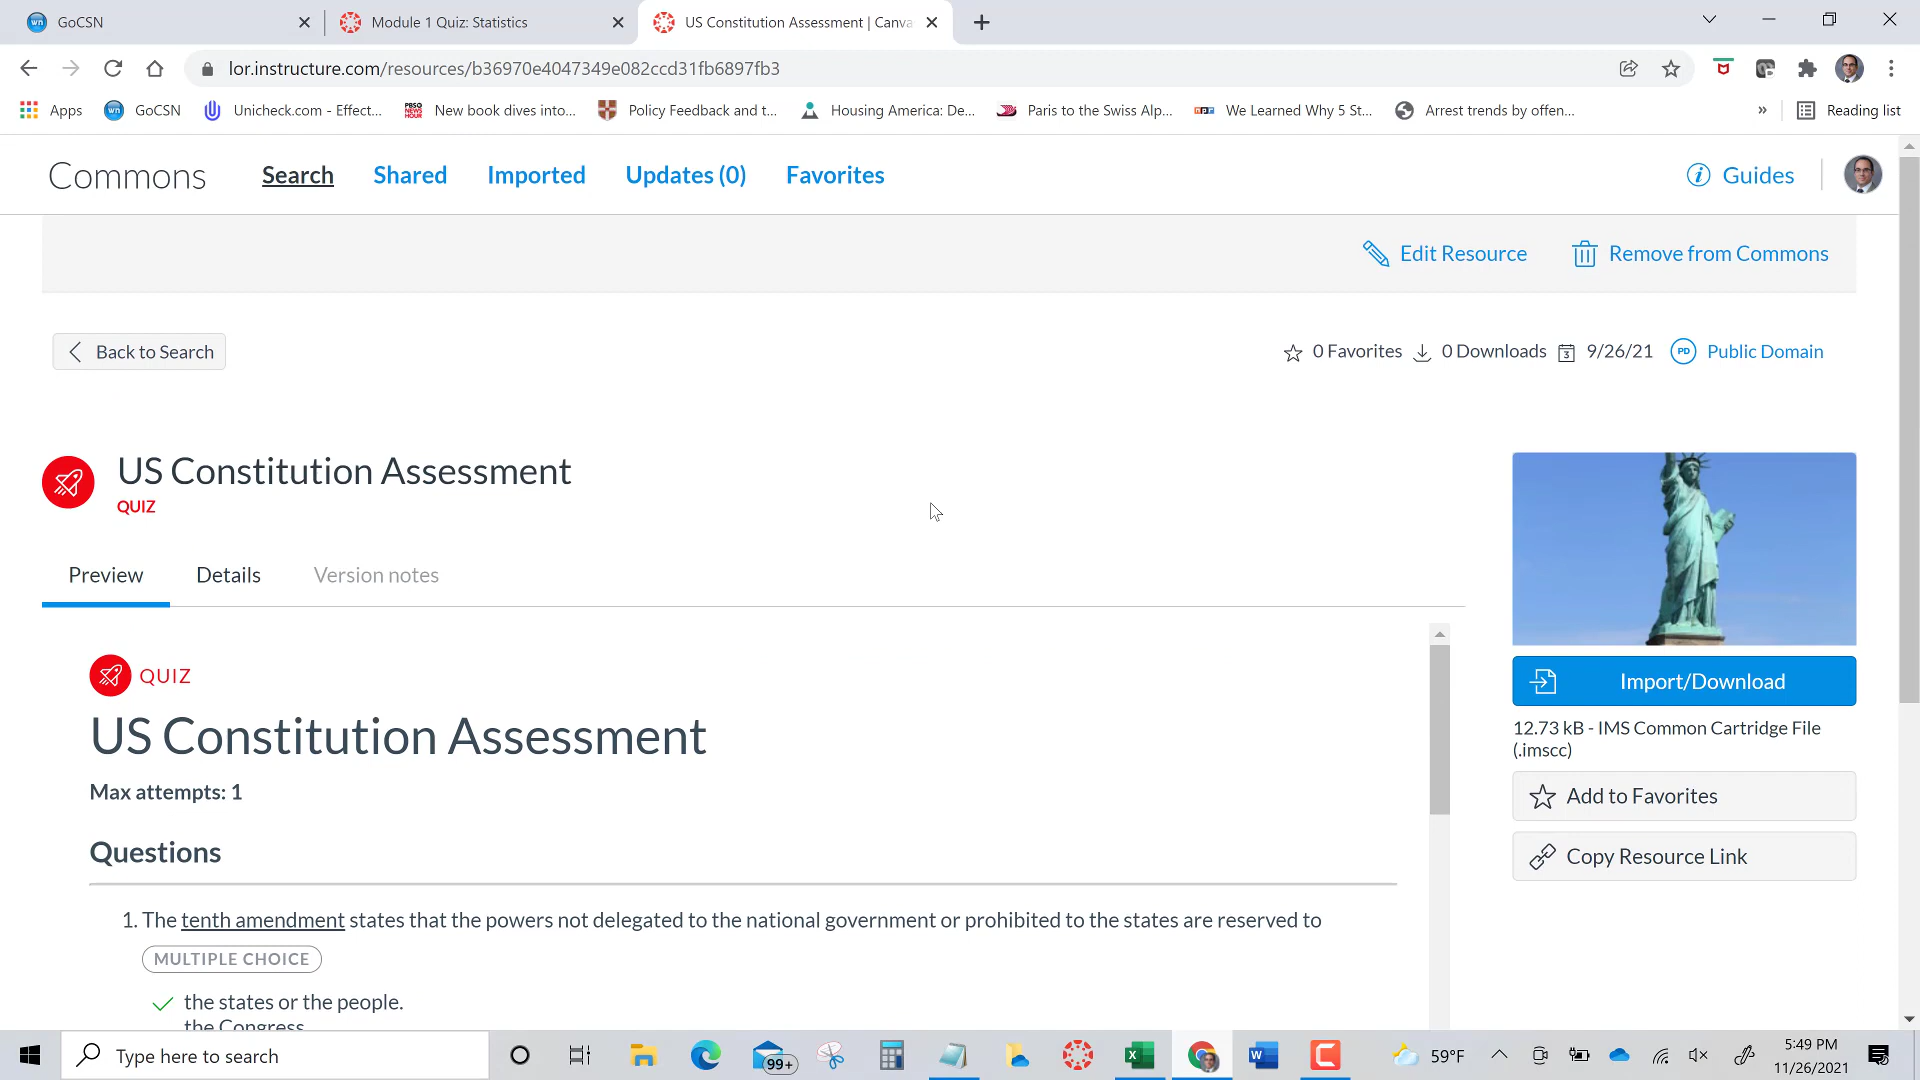 GoCSN
Module 1 Quiz: Statistics
US Constitution Assessment | Canva
lor.instructure.com/resources/b36970e4047349e082ccd31fb6897fb3
Apps
GoCSN
Unicheck.com - Effect...
PBS NEWS HOUR
New book dives into...
Policy Feedback and t...
Housing America: De...
Paris to the Swiss Alp...
npr
We Learned Why 5 St...
Arrest trends by offen...
»
Reading list
Commons
Search
Shared
Imported
Updates (0)
Favorites
Guides
Edit Resource
Remove from Commons
Back to Search
0 Favorites
0 Downloads
9/26/21
PD
Public Domain
US Constitution Assessment
QUIZ
Preview
Details
Version notes
QUIZ
US Constitution Assessment
Max attempts: 1
Questions
1. The tenth amendment states that the powers not delegated to the national government or prohibited to the states are reserved to
MULTIPLE CHOICE
the states or the people.
the Congress
Import/Download
12.73 kB - IMS Common Cartridge File
(.imscc)
Add to Favorites
Copy Resource Link
Type here to search
99+
59°F
5:49 PM
11/26/2021